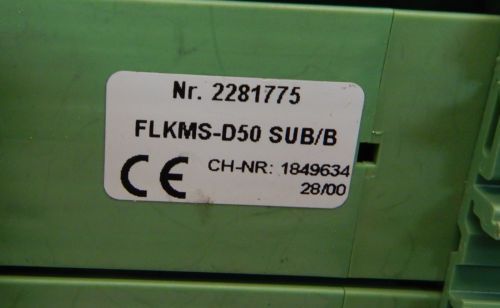 Nr. 2281775
FLKMS-D50 SUB/B
CE CH-NR: 1849634
28/00